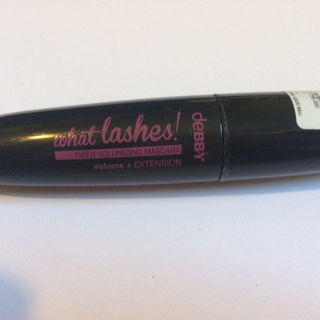 what lashes!
FIBER VOLUMIZING MASCARA
volume + EXTENSION
deBBY